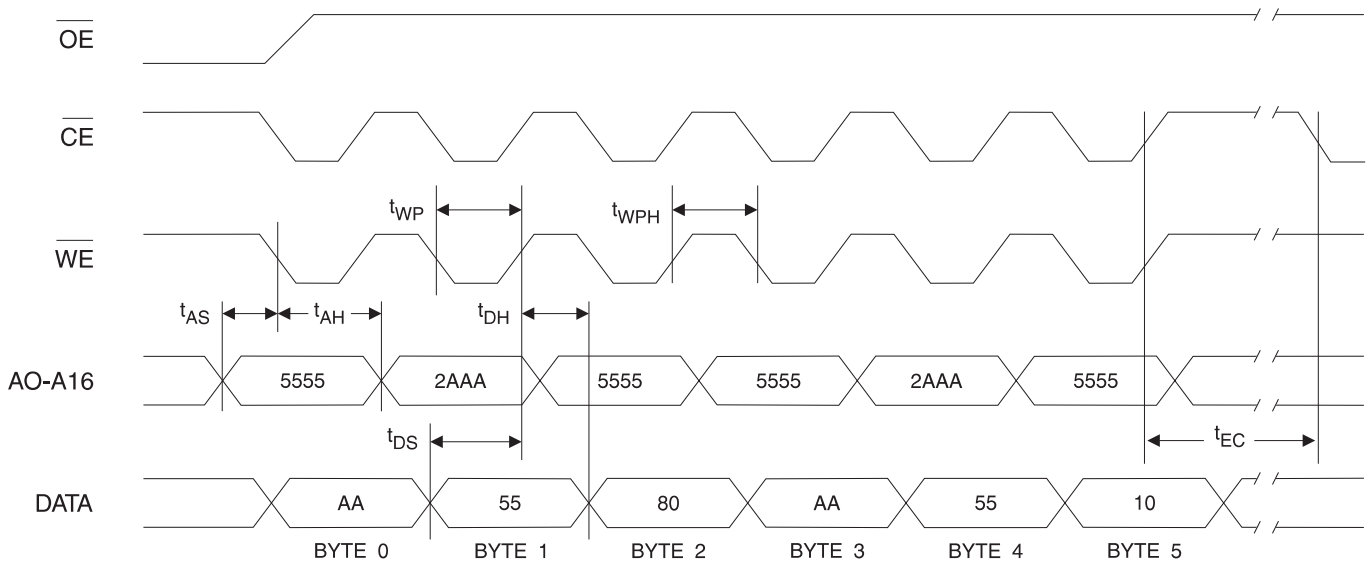 OE
CE
tWP
tWPH
WE
tAS
tAH
tDH
AO-A16
5555
2AAA
5555
5555
2AAA
5555
tDS
tEC
DATA
AA
55
80
AA
55
10
BYTE 0
BYTE 1
BYTE 2
BYTE 3
BYTE 4
BYTE 5